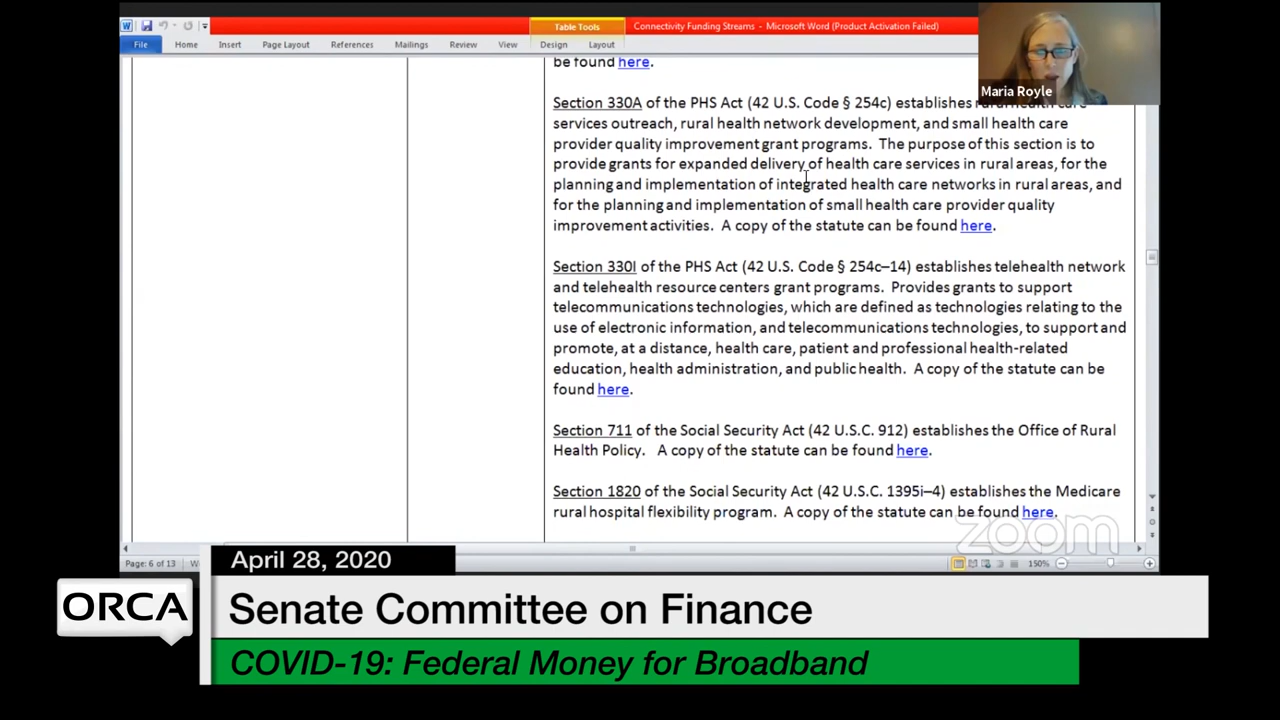 Table Tools
Connectivity Funding Streams - Microsoft Word (Product Activation Failed)
File Home Insert Page Layout References Mailings Review View Design Layout
Maria Royle
be found here.
Section 330A of the PHS Act (42 U.S. Code § 254c) establishes rural health care
services outreach, rural health network development, and small health care
provider quality improvement grant programs. The purpose of this section is to
provide grants for expanded delivery of health care services in rural areas, for the
planning and implementation of integrated health care networks in rural areas, and
for the planning and implementation of small health care provider quality
improvement activities. A copy of the statute can be found here.
Section 330I of the PHS Act (42 U.S. Code § 254c–14) establishes telehealth network
and telehealth resource centers grant programs. Provides grants to support
telecommunications technologies, which are defined as technologies relating to the
use of electronic information, and telecommunications technologies, to support and
promote, at a distance, health care, patient and professional health-related
education, health administration, and public health. A copy of the statute can be
found here.
Section 711 of the Social Security Act (42 U.S.C. 912) establishes the Office of Rural
Health Policy. A copy of the statute can be found here.
Section 1820 of the Social Security Act (42 U.S.C. 1395i–4) establishes the Medicare
rural hospital flexibility program. A copy of the statute can be found here.
zoom
Page: 6 of 13
150%
April 28, 2020
ORCA
Senate Committee on Finance
COVID-19: Federal Money for Broadband